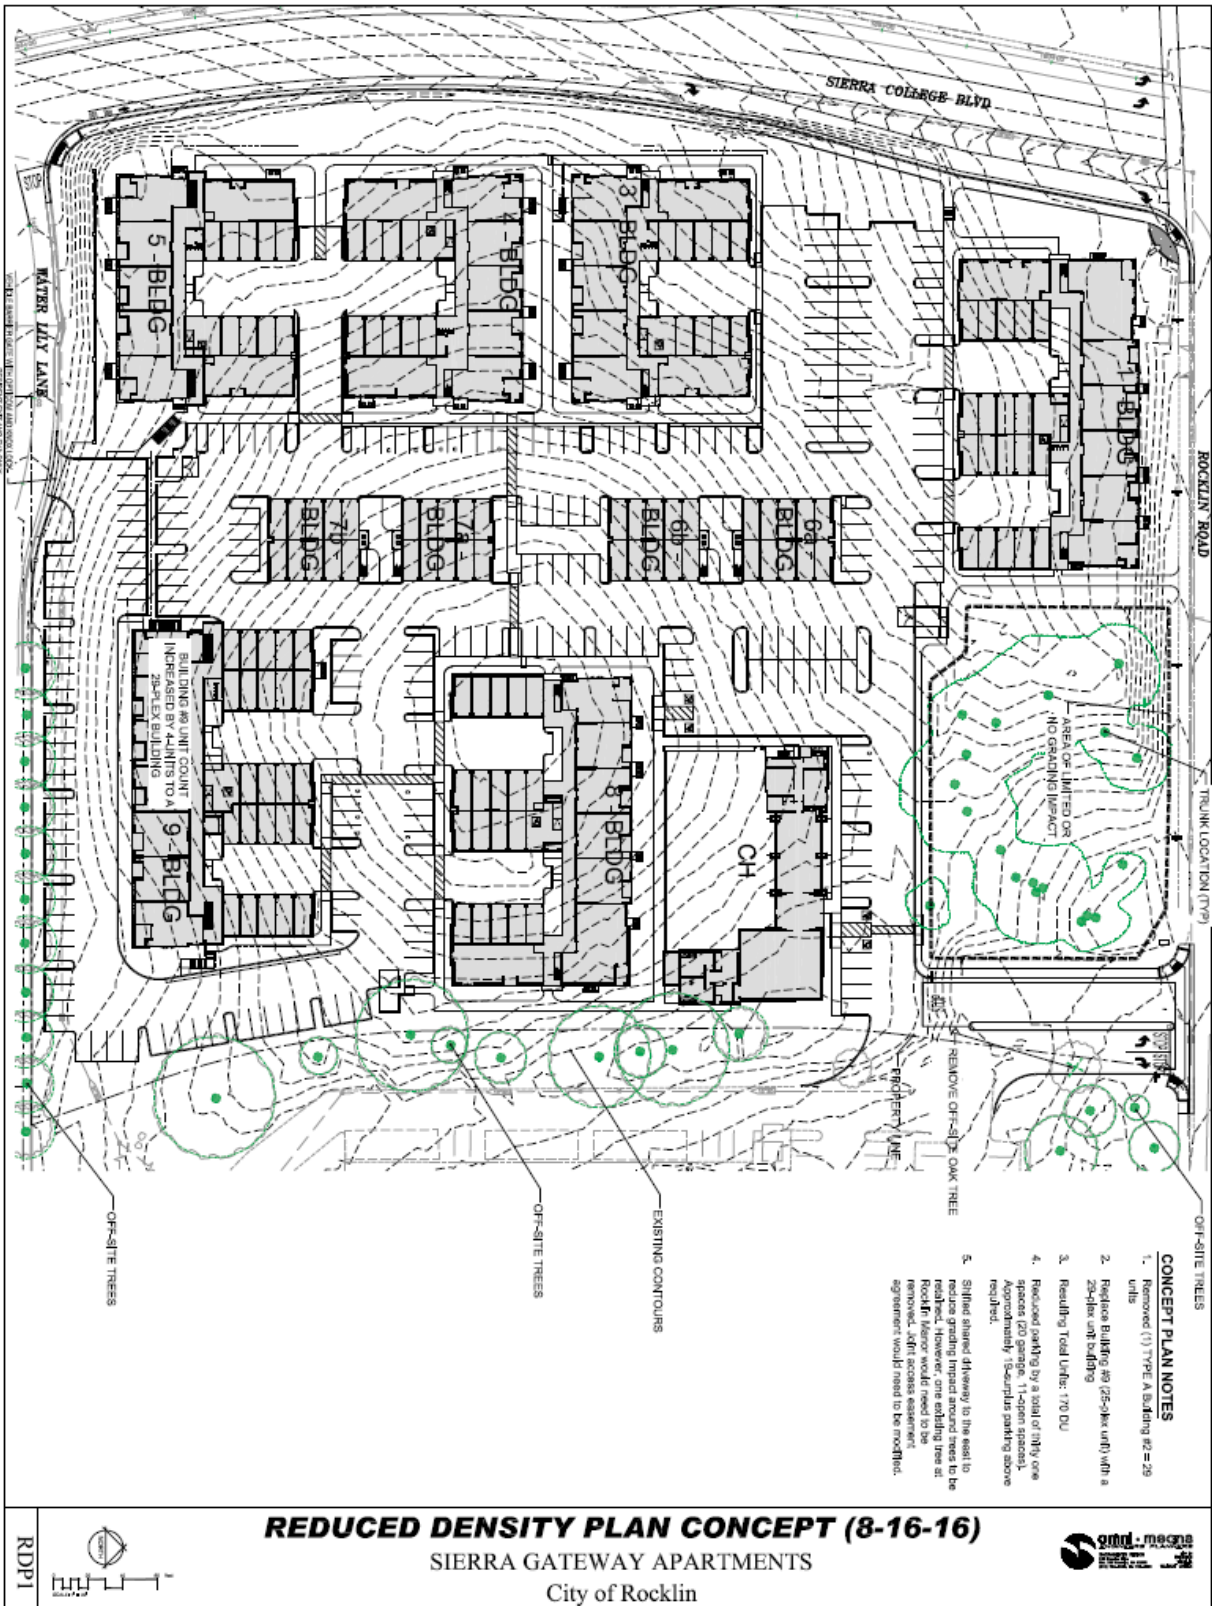 SIERRA COLLEGE BLVD
STOP
WATER LILY LANE
ROCKLIN ROAD
5 - BLDG
4 - BLDG
3
BLDG
BLDG
7b-
BLDG
7a-
BLDG
6b-
BLDG
6a-
BLDG
BUILDING #9 UNIT COUNT
INCREASED BY 4-UNITS TO A
29-PLEX BUILDING
9 - BLDG
8 - BLDG
CH
AREA OF LIMITED OR
NO GRADING IMPACT
TRUNK LOCATION (TYP)
STOP
REMOVE OFF-SITE OAK TREE
PROPERTY LINE
EXISTING CONTOURS
OFF-SITE TREES
OFF-SITE TREES
OFF-SITE TREES
CONCEPT PLAN NOTES
1. Removed (1) TYPE A Building #2 = 29
units
2. Replace Building #9 (25-plex unit) with a
29-plex unit building
3. Resulting Total Units: 170 DU
4. Reduced parking by a total of thirty one
spaces (20 garage, 11-open spaces).
Approximately 19-surplus parking above
required.
5. Shifted shared driveway to the east to
reduce grading impact around trees to be
retained. However, one existing tree at
Rocklin Manor would need to be
removed. Joint access easement
agreement would need to be modified.
REDUCED DENSITY PLAN CONCEPT (8-16-16)
SIERRA GATEWAY APARTMENTS
City of Rocklin
omni · means
ENGINEERS PLANNERS
NORTH
RDP1